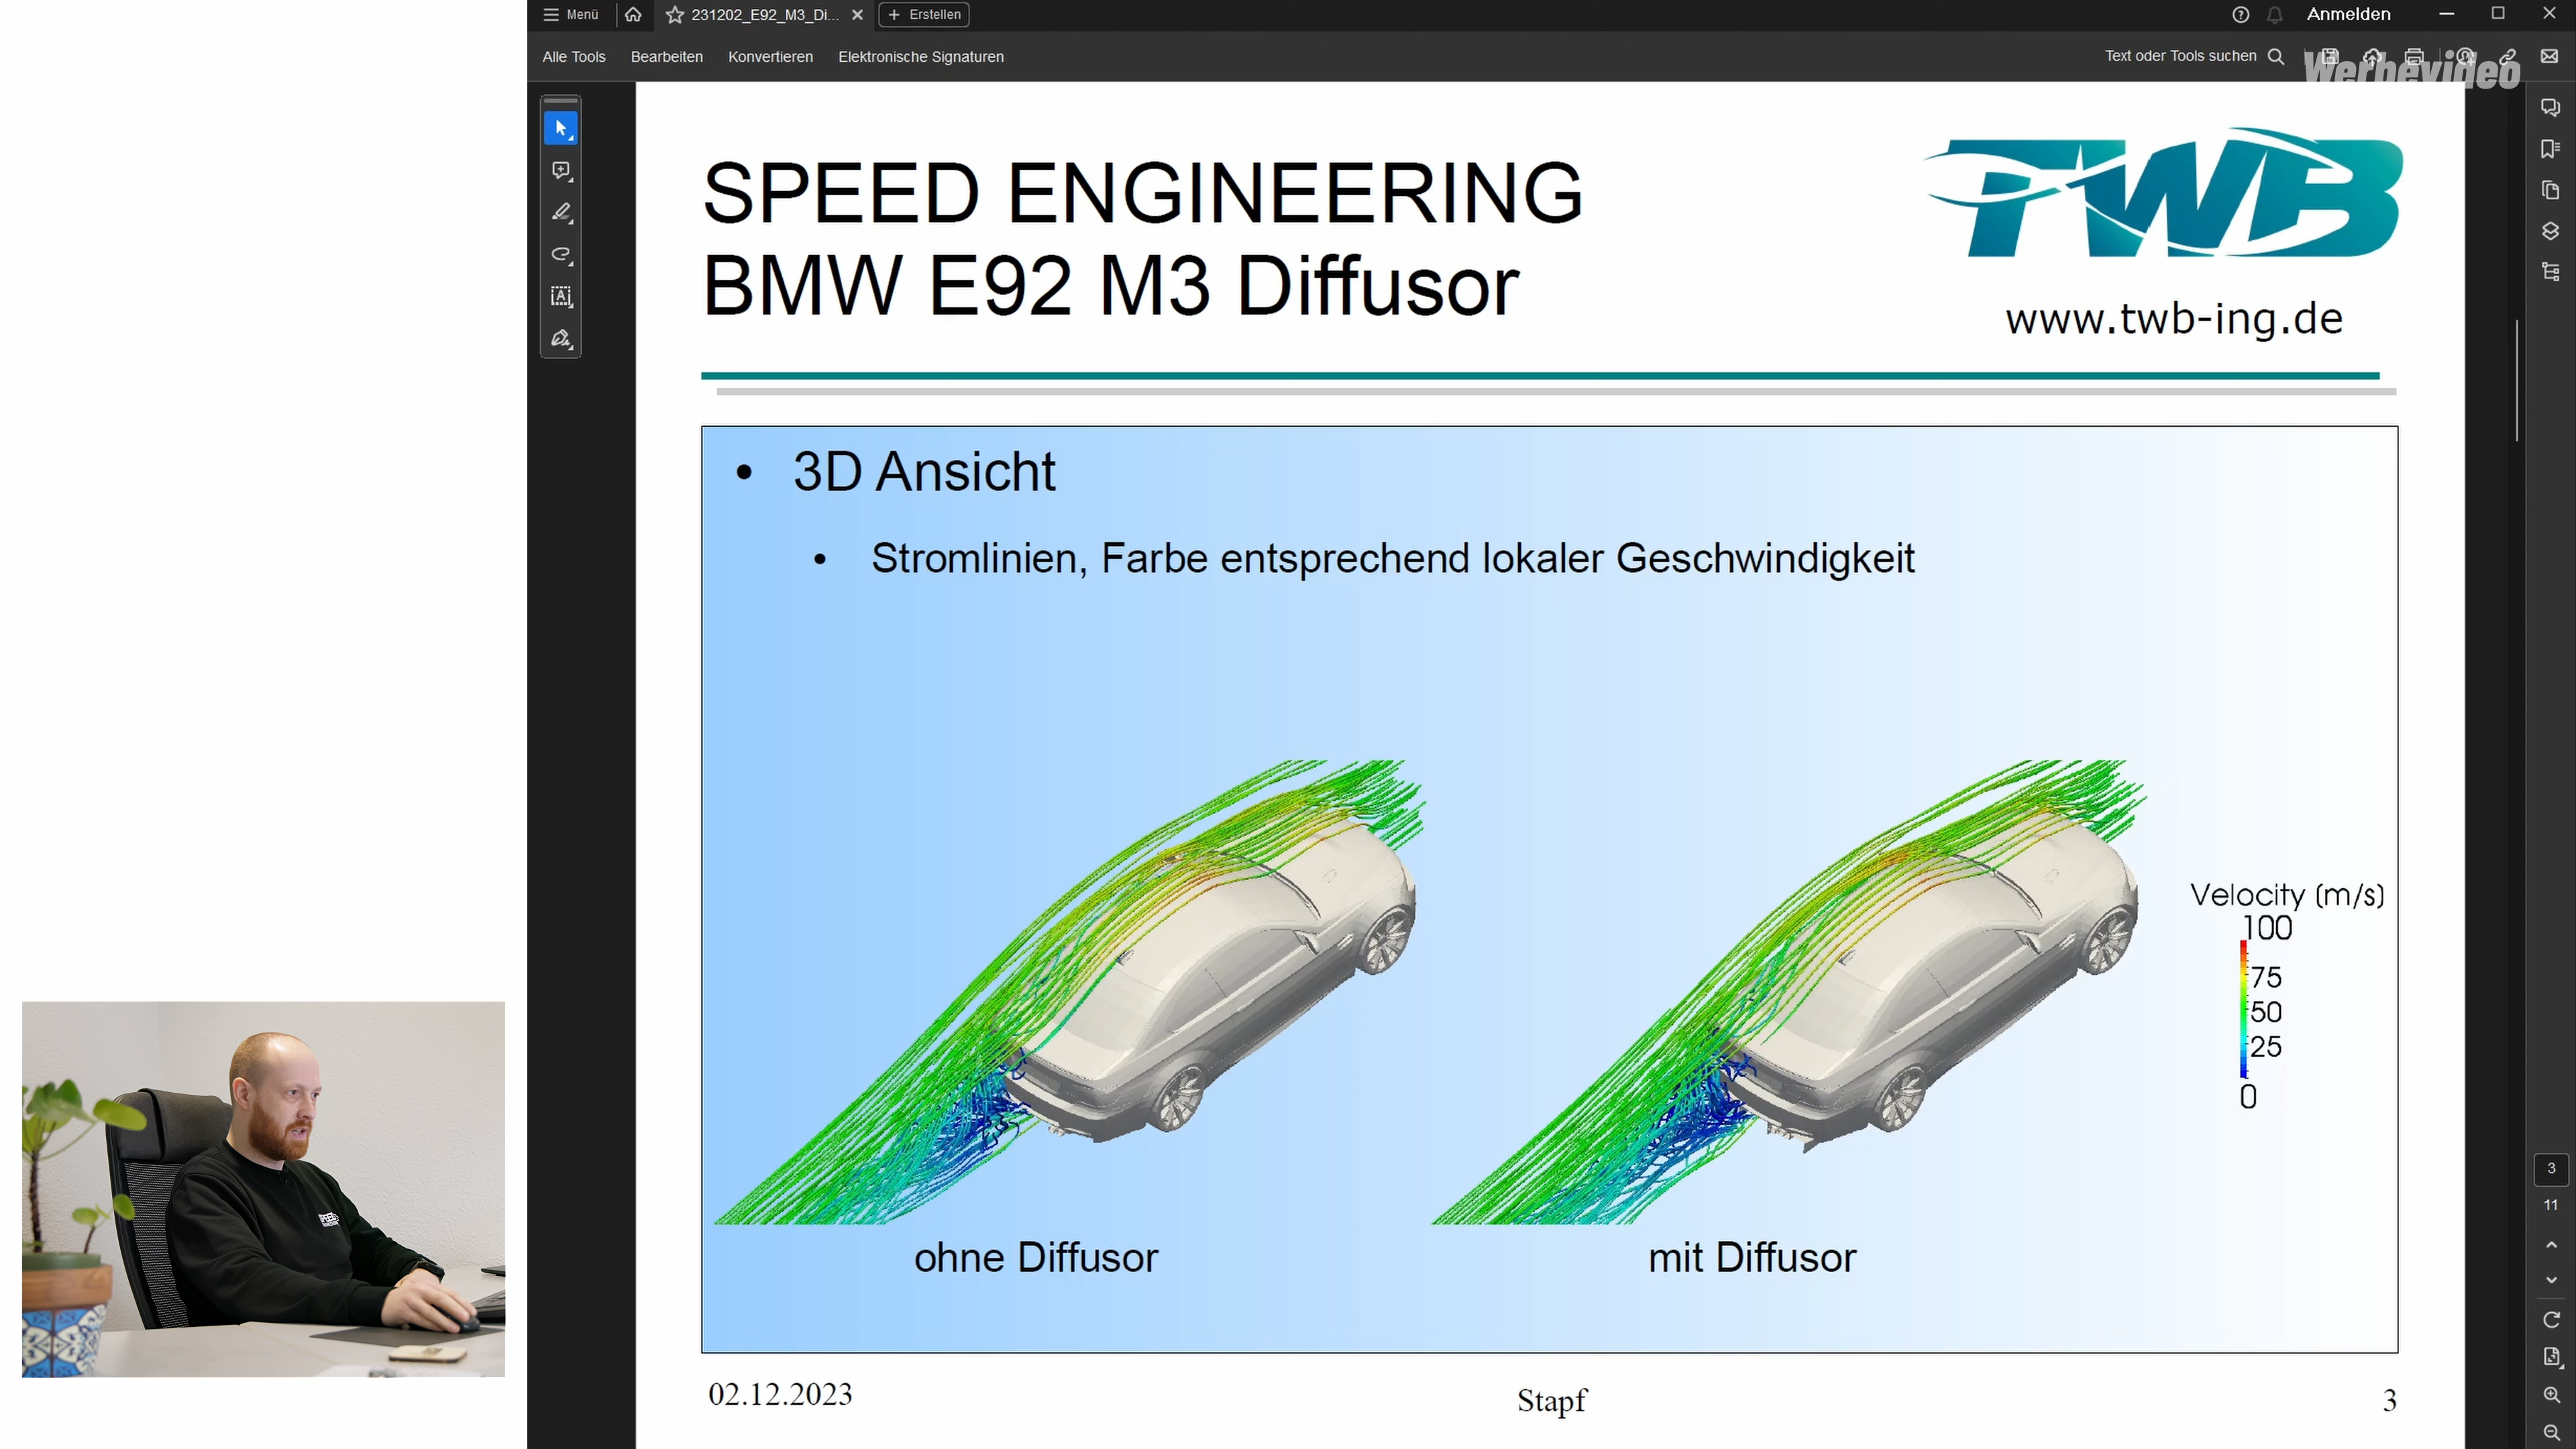 Menü
231202_E92_M3_Di...
Erstellen
Anmelden
Alle Tools
Bearbeiten
Konvertieren
Elektronische Signaturen
Text oder Tools suchen
Werbevideo
SPEED ENGINEERING
BMW E92 M3 Diffusor
TWB
www.twb-ing.de
• 3D Ansicht
• Stromlinien, Farbe entsprechend lokaler Geschwindigkeit
Velocity (m/s)
100
75
50
25
0
ohne Diffusor
mit Diffusor
02.12.2023
Stapf
3
3
11
SPEED